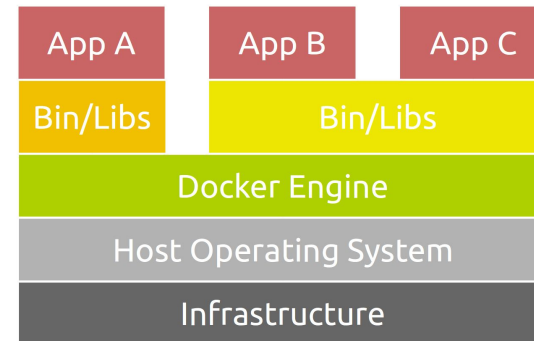 App A
App B
App C
Bin/Libs
Bin/Libs
Docker Engine
Host Operating System
Infrastructure